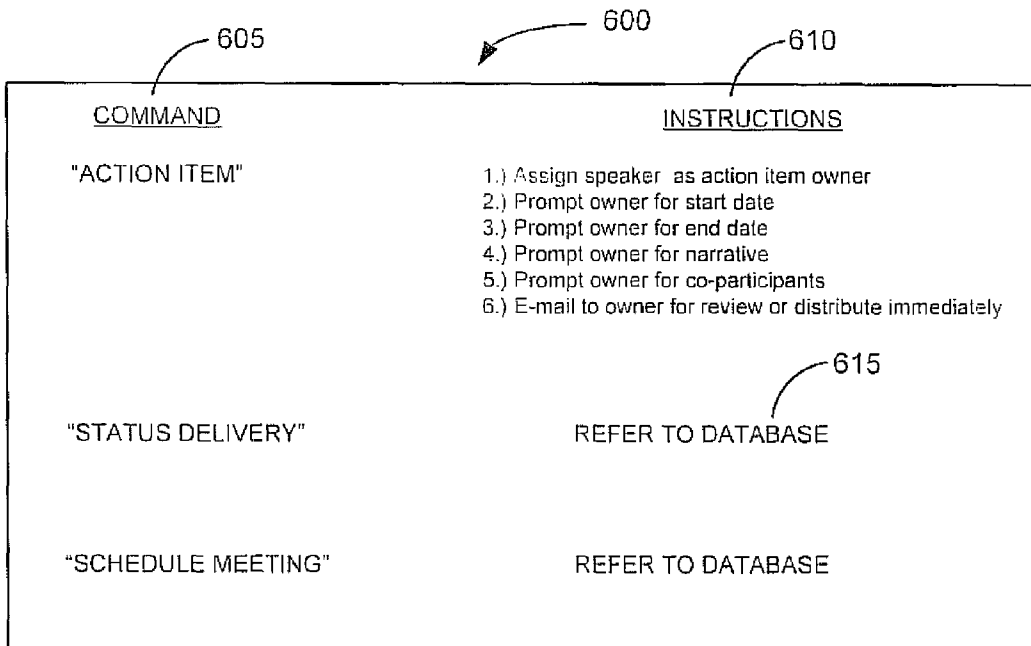 600
605
610
COMMAND
INSTRUCTIONS
"ACTION ITEM"
1.) Assign speaker as action item owner
2.) Prompt owner for start date
3.) Prompt owner for end date
4.) Prompt owner for narrative
5.) Prompt owner for co-participants
6.) E-mail to owner for review or distribute immediately
615
"STATUS DELIVERY"
REFER TO DATABASE
"SCHEDULE MEETING"
REFER TO DATABASE